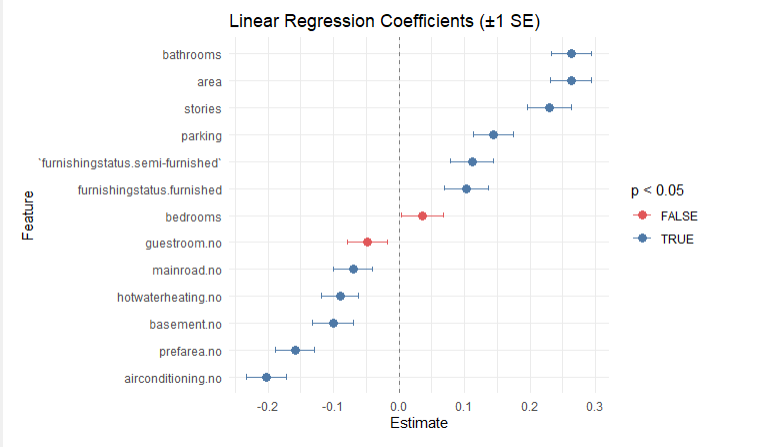 Linear Regression Coefficients (±1 SE)
bathrooms
area
stories
parking
`furnishingstatus.semi-furnished`
furnishingstatus.furnished
bedrooms
guestroom.no
mainroad.no
hotwaterheating.no
basement.no
prefarea.no
airconditioning.no
Feature
-0.2 -0.1 0.0 0.1 0.2 0.3
Estimate
p < 0.05
FALSE
TRUE